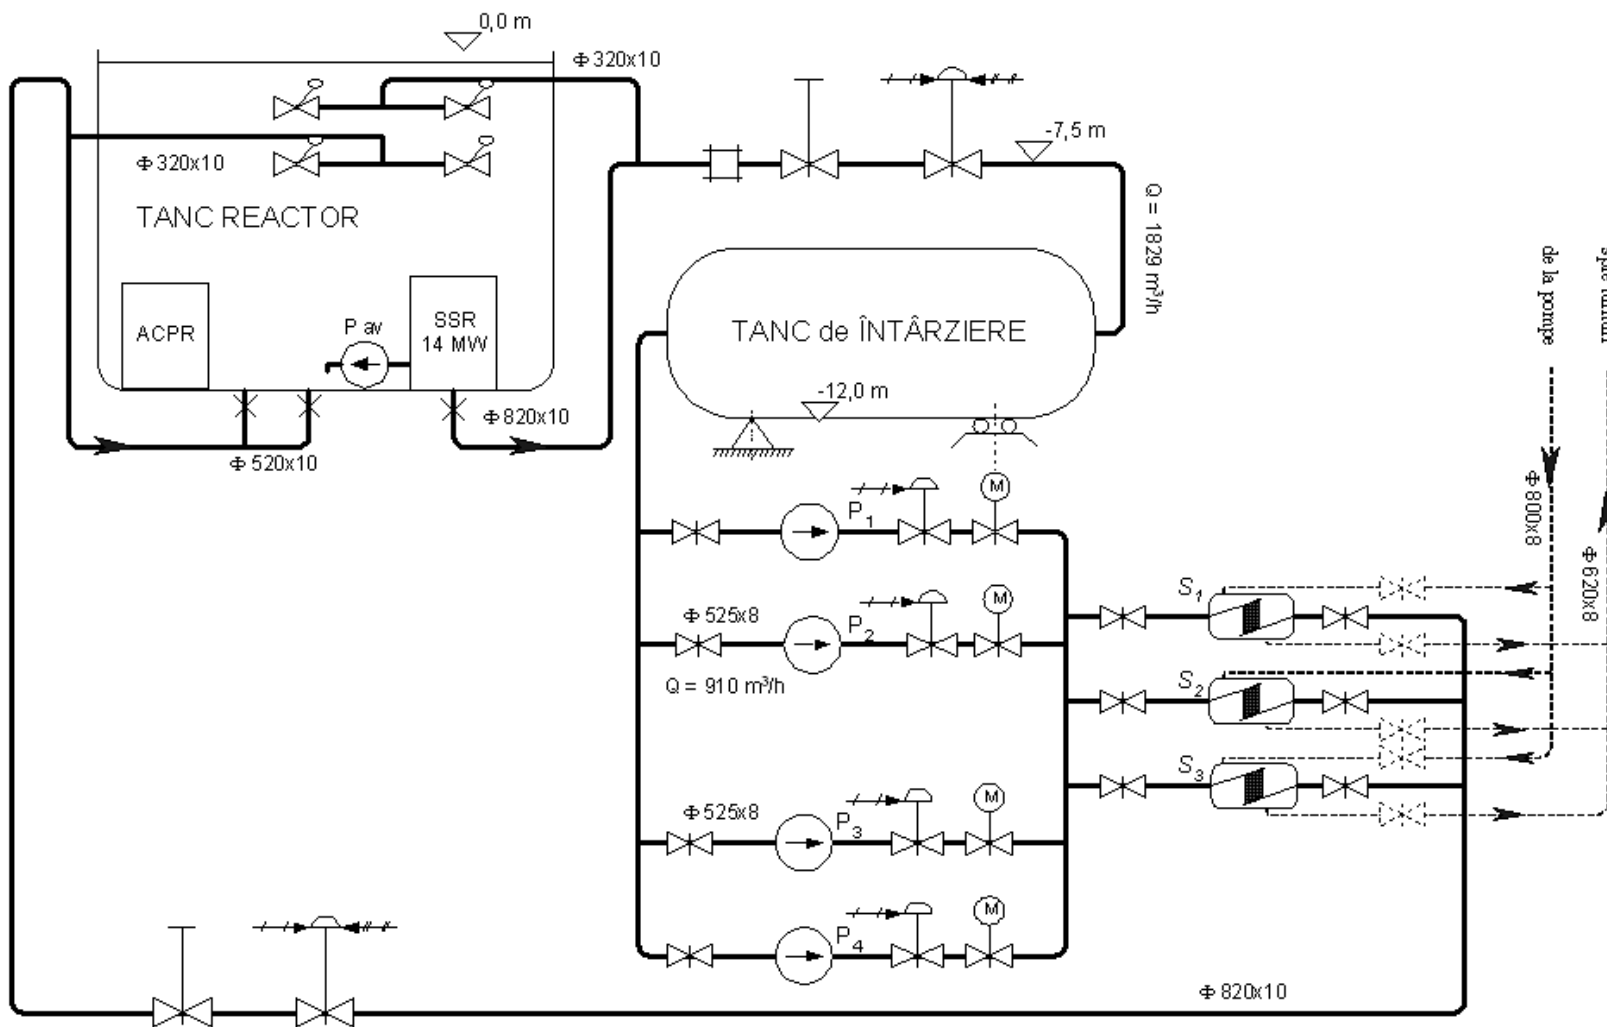 0,0 m
Φ 320x10
-7,5 m
Φ 320x10
TANC REACTOR
Q = 1829 m³/h
de la pompe
ACPR
P av
SSR
14 MW
TANC de ÎNTÂRZIERE
-12,0 m
Φ 820x10
Φ 520x10
M
P₁
Φ 800x8
Φ 620x8
M
S₁
Φ 525x8
P₂
Q = 910 m³/h
S₂
S₃
M
Φ 525x8
P₃
M
P₄
Φ 820x10